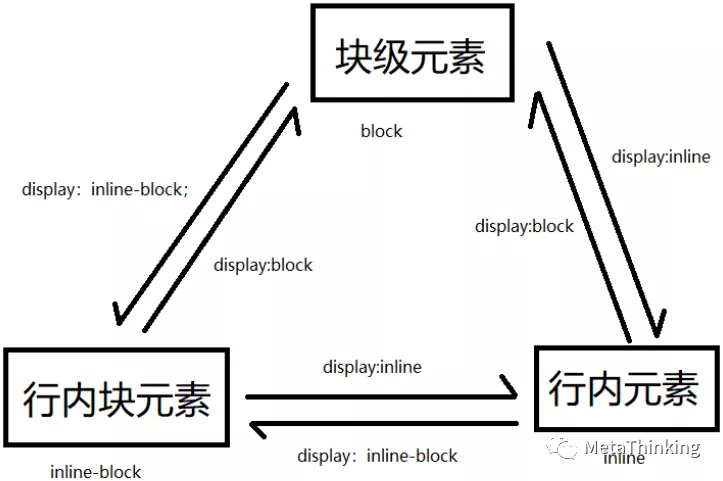 块级元素
block
display：inline-block;
display:inline
display:block
display:block
行内块元素
inline-block
display:inline
display：inline-block
行内元素
inline
MetaThinking